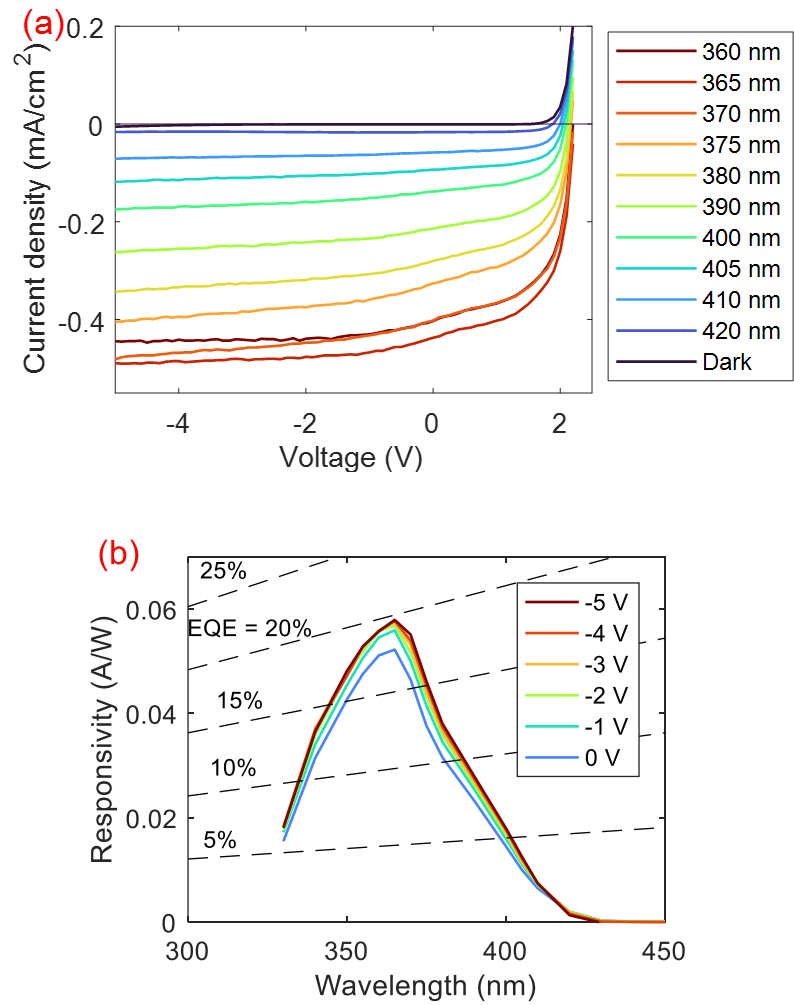 (a)
0.2
0
-0.2
-0.4
Current density (mA/cm²)
-4 -2 0 2
Voltage (V)
360 nm
365 nm
370 nm
375 nm
380 nm
390 nm
400 nm
405 nm
410 nm
420 nm
Dark
(b)
0.06
0.04
0.02
0
Responsivity (A/W)
25%
EQE = 20%
15%
10%
5%
-5 V
-4 V
-3 V
-2 V
-1 V
0 V
300 350 400 450
Wavelength (nm)